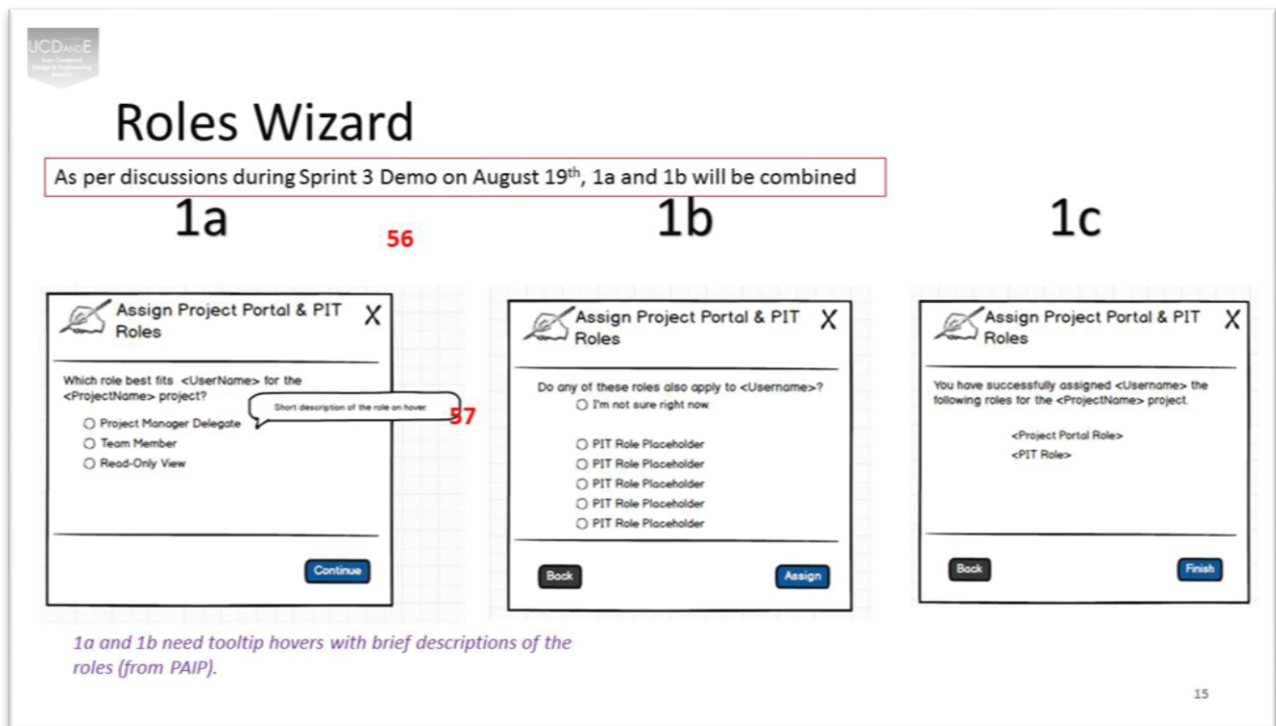 UCDANDE
User-Centered
Design & Engineering
Roles Wizard
As per discussions during Sprint 3 Demo on August 19th, 1a and 1b will be combined
1a
56
1b
1c
Assign Project Portal & PIT
Roles
X
Which role best fits <UserName> for the
<ProjectName> project?
Short description of the role on hover.
57
Project Manager Delegate
Team Member
Read-Only View
Continue
Assign Project Portal & PIT
Roles
X
Do any of these roles also apply to <Username>?
I'm not sure right now.
PIT Role Placeholder
PIT Role Placeholder
PIT Role Placeholder
PIT Role Placeholder
PIT Role Placeholder
Back
Assign
Assign Project Portal & PIT
Roles
X
You have successfully assigned <Username> the
following roles for the <ProjectName> project.
<Project Portal Role>
<PIT Role>
Back
Finish
1a and 1b need tooltip hovers with brief descriptions of the
roles (from PAIP).
15